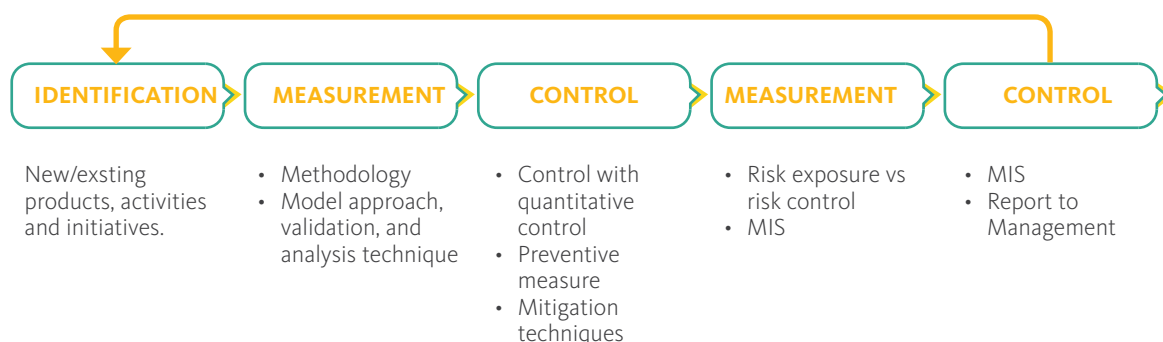 IDENTIFICATION
MEASUREMENT
CONTROL
MEASUREMENT
CONTROL
New/exsting
products, activities
and initiatives.
• Methodology
• Model approach,
validation, and
analysis technique
• Control with
quantitative
control
• Preventive
measure
• Mitigation
techniques
• Risk exposure vs
risk control
• MIS
• MIS
• Report to
Management